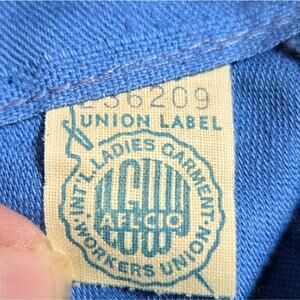 236209
UNION LABEL
INT'L. LADIES GARMENT
WORKERS UNION
ILGWU
AFL CIO